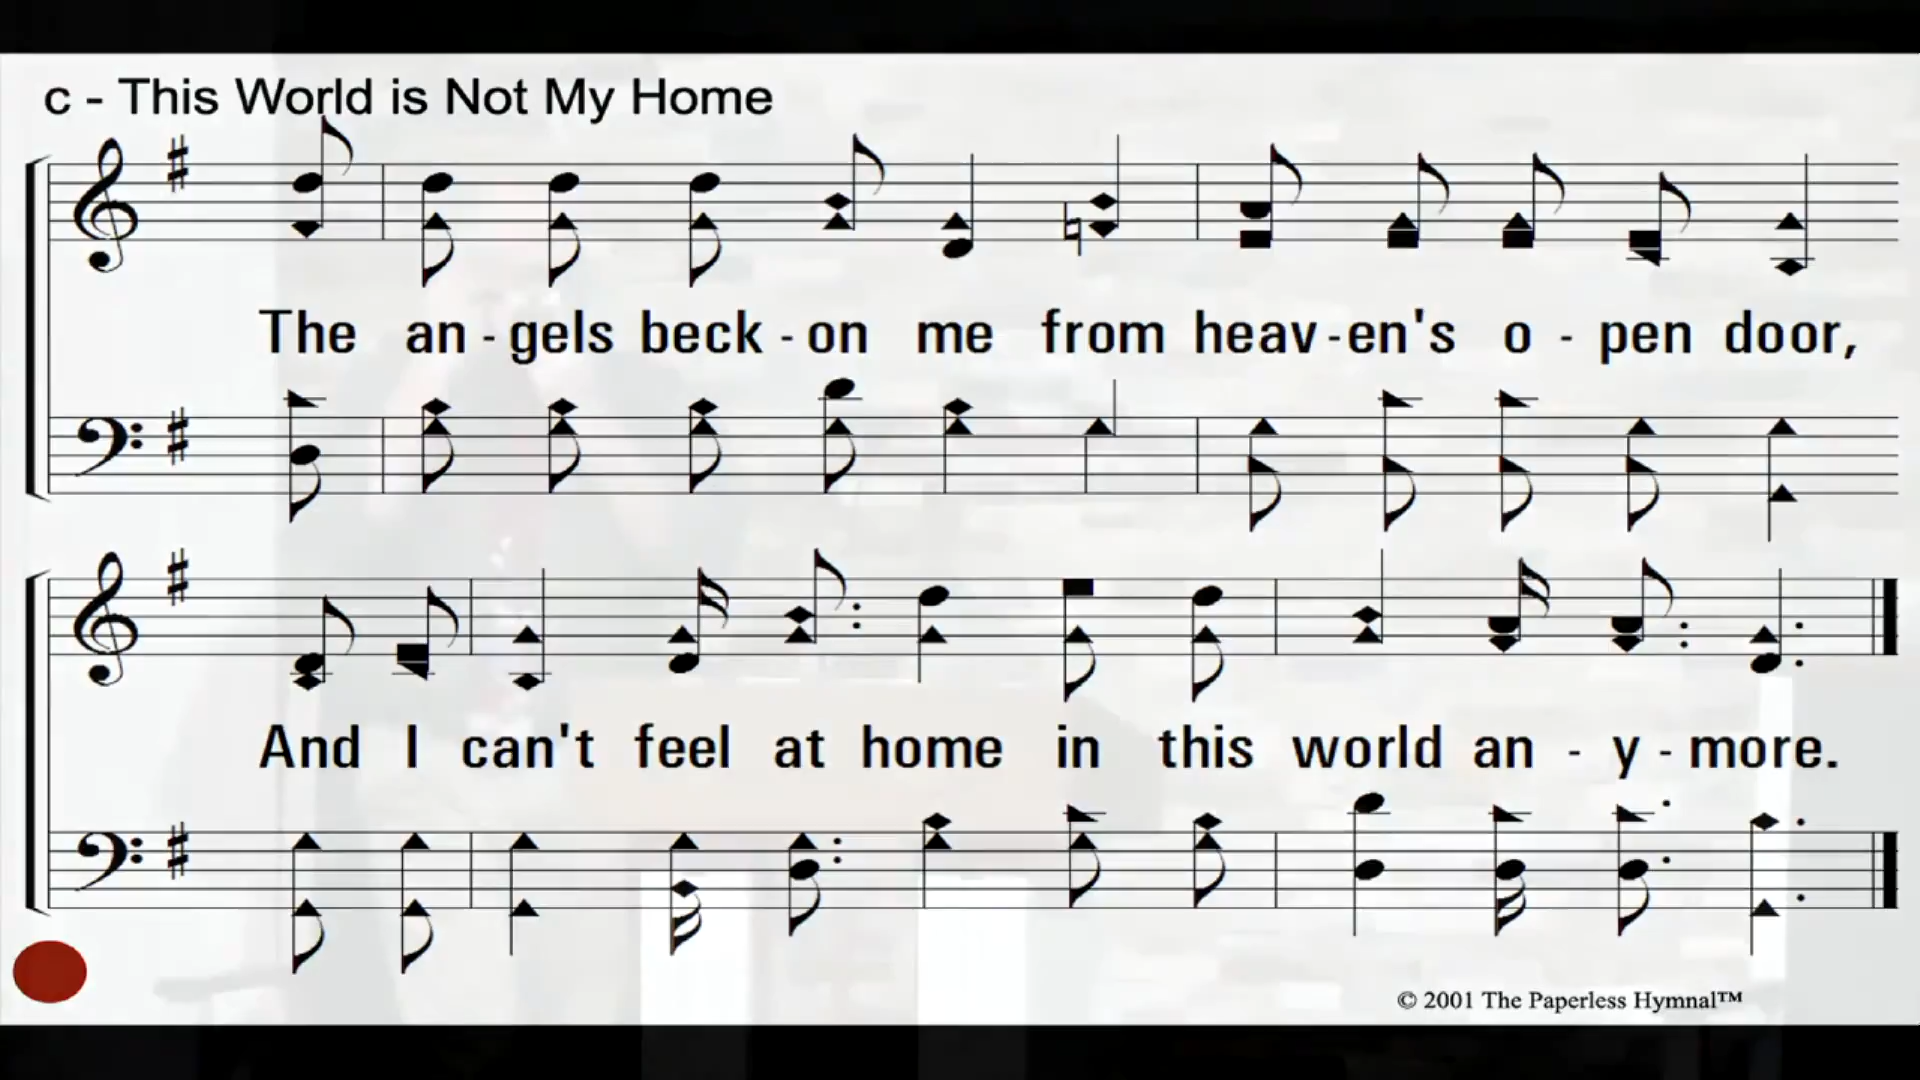 c - This World is Not My Home
The an - gels beck - on me from heav - en's o - pen door,
And I can't feel at home in this world an - y - more.
© 2001 The Paperless Hymnal™